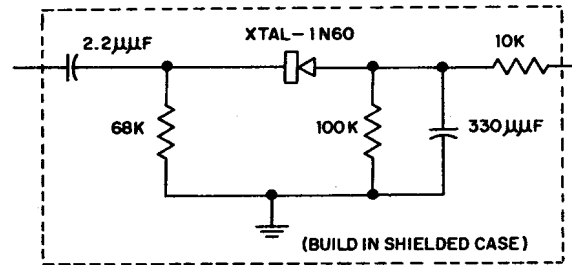 2.2μμF
XTAL-1N60
10K
68K
100K
330μμF
(BUILD IN SHIELDED CASE)